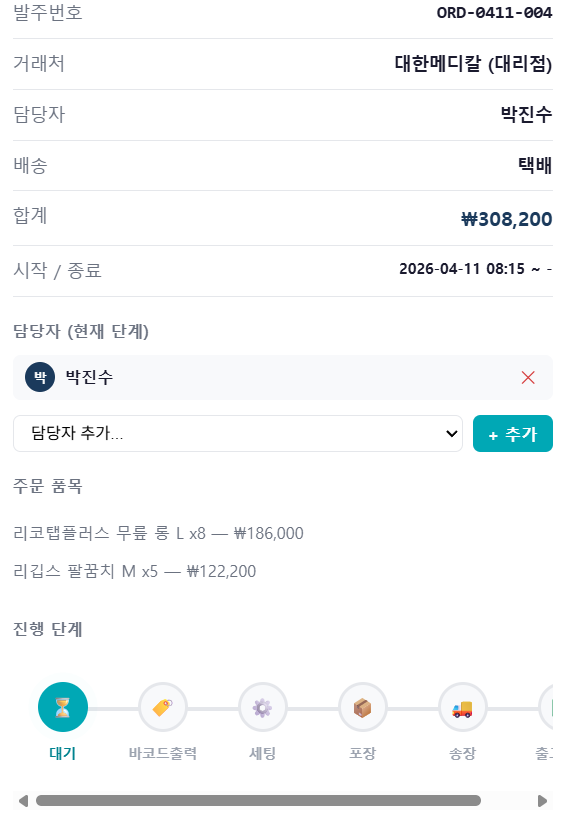 발주번호 ORD-0411-004
거래처 대한메디칼 (대리점)
담당자 박진수
배송 택배
합계 ₩308,200
시작 / 종료 2026-04-11 08:15 ~ -
담당자 (현재 단계)
박 박진수
담당자 추가...
+ 추가
주문 품목
리코탭플러스 무릎 롱 L x8 — ₩186,000
리깁스 팔꿈치 M x5 — ₩122,200
진행 단계
대기 바코드출력 세팅 포장 송장